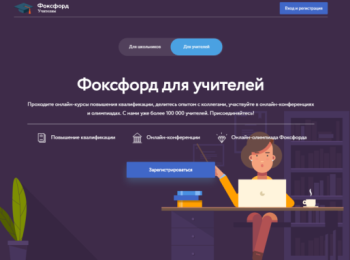 Фоксфорд
Учебник
Вход и регистрация
Для школьников
Для учителей
Фоксфорд для учителей
Проходите онлайн-курсы повышения квалификации, делитесь опытом с коллегами, участвуйте в онлайн-конференциях
и олимпиадах. С нами уже более 100 000 учителей. Присоединяйтесь!
Повышение квалификации
Онлайн-конференции
Онлайн-олимпиада Фоксфорда
Зарегистрироваться